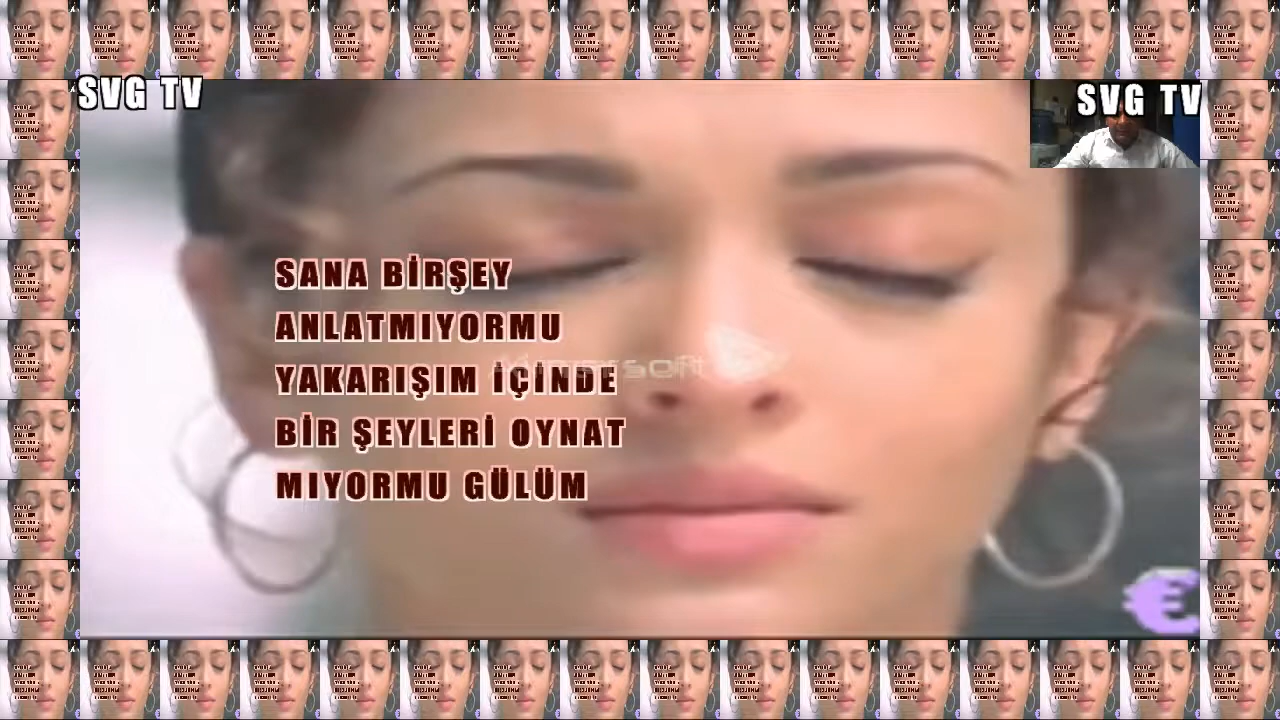 SVG TV
SVG TV
SANA BİRŞEY
ANLATMIYORMU
YAKARIŞIM İÇİNDE
BİR ŞEYLERİ OYNAT
MIYORMU GÜLÜM
€